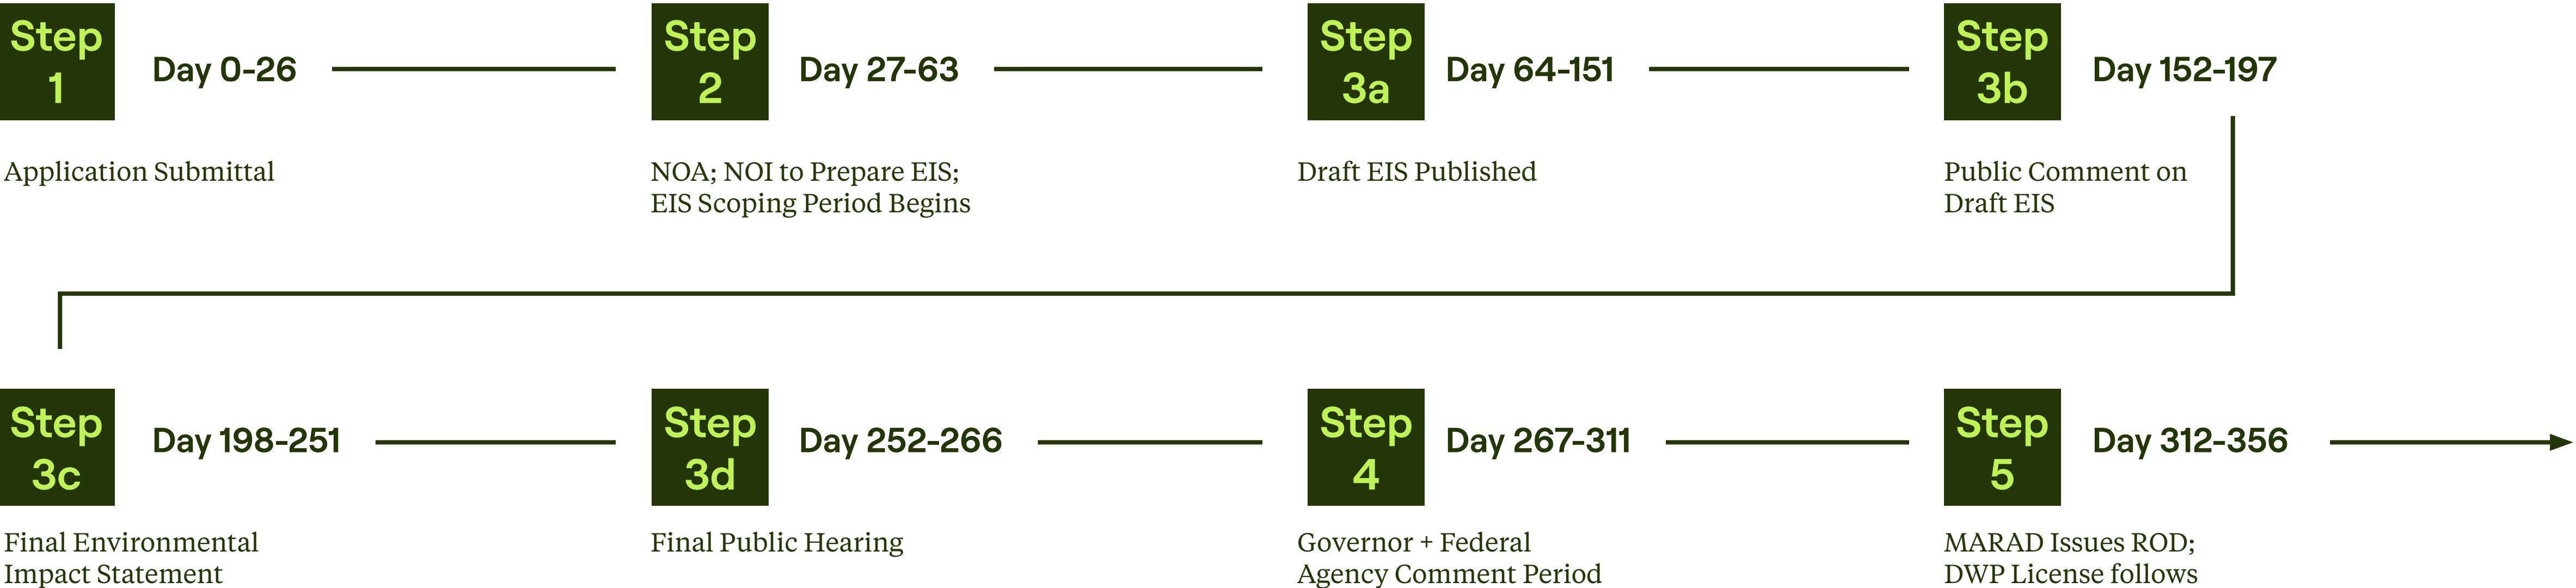 Step
1
Day 0-26
Application Submittal
Step
2
Day 27-63
NOA; NOI to Prepare EIS;
EIS Scoping Period Begins
Step
3a
Day 64-151
Draft EIS Published
Step
3b
Day 152-197
Public Comment on
Draft EIS
Step
3c
Day 198-251
Final Environmental
Impact Statement
Step
3d
Day 252-266
Final Public Hearing
Step
4
Day 267-311
Governor + Federal
Agency Comment Period
Step
5
Day 312-356
MARAD Issues ROD;
DWP License follows